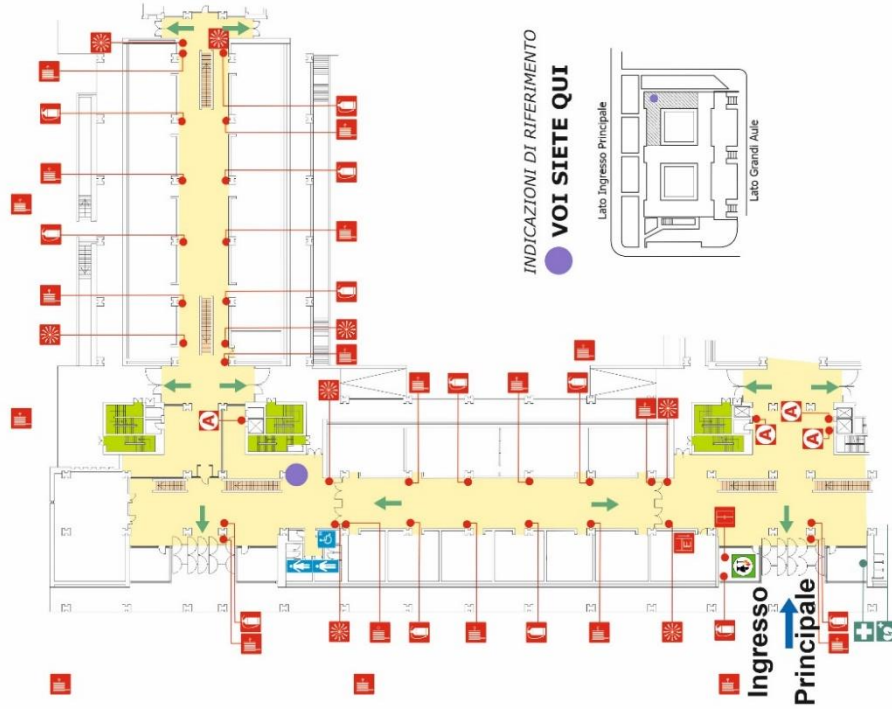 INDICAZIONI DI RIFERIMENTO
VOI SIETE QUI
Lato Ingresso Principale
Lato Grandi Aule
A
A
A
A
E
Ingresso
Principale